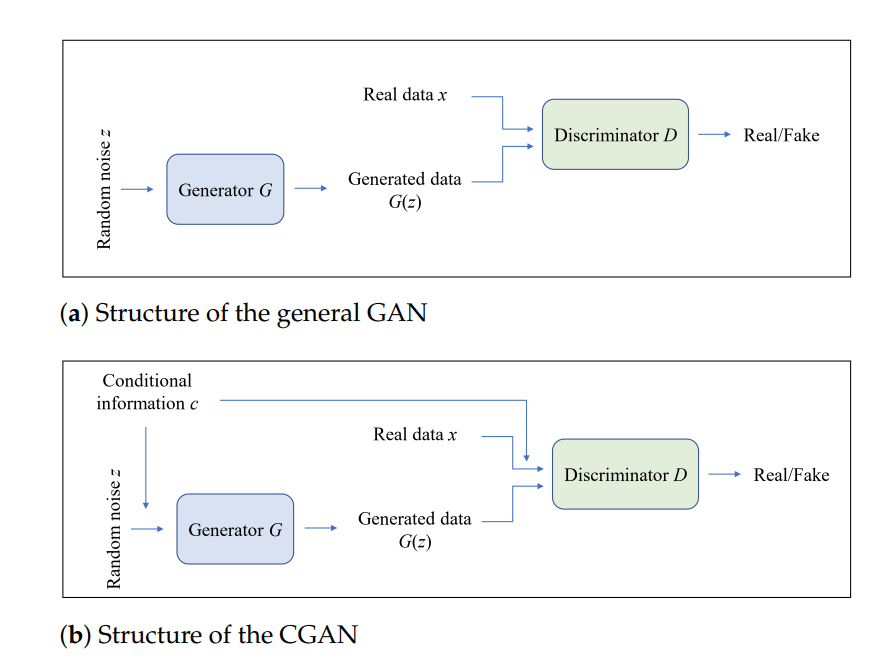 Real data x
Random noise z
Generator G
Generated data
G(z)
Discriminator D
Real/Fake
(a) Structure of the general GAN
Conditional
information c
Real data x
Random noise z
Generator G
Generated data
G(z)
Discriminator D
Real/Fake
(b) Structure of the CGAN